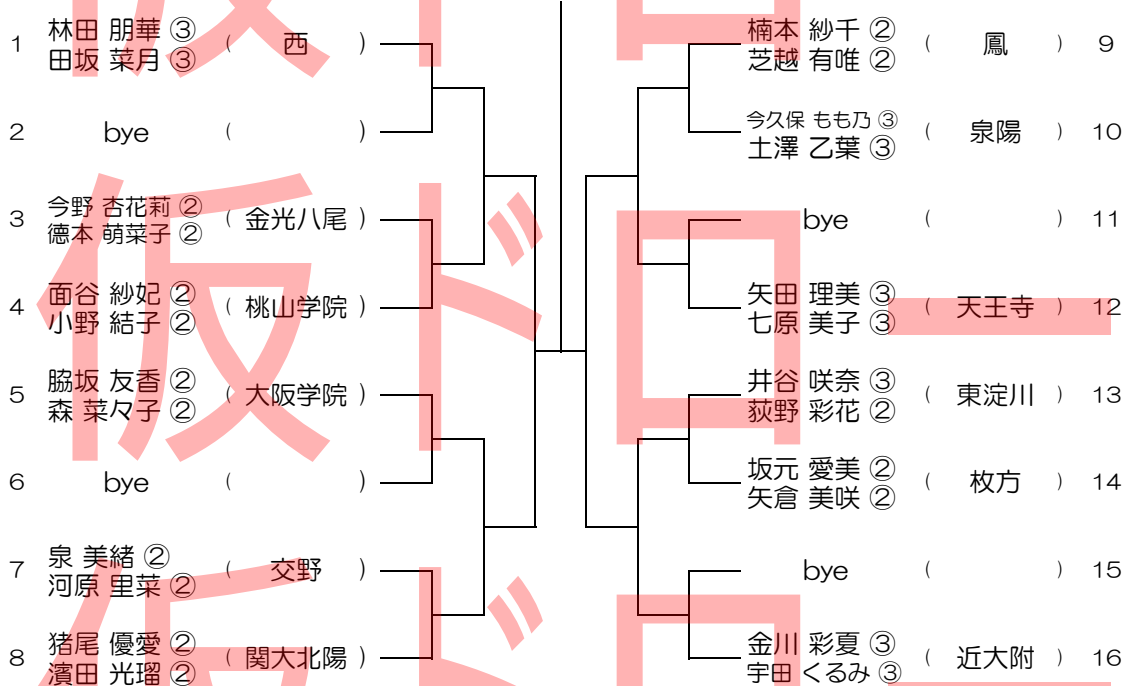 1 林田 朋華 ③ ( 西 )
田坂 菜月 ③
2 bye ( )
3 今野 杏花莉 ② ( 金光八尾 )
德本 萌菜子 ②
4 面谷 紗妃 ② ( 桃山学院 )
小野 結子 ②
5 脇坂 友香 ② ( 大阪学院 )
森 菜々子 ②
6 bye ( )
7 泉 美緒 ② ( 交野 )
河原 里菜 ②
8 猪尾 優愛 ② ( 関大北陽 )
濱田 光瑠 ②
楠本 紗千 ② ( 鳳 ) 9
芝越 有唯 ②
今久保 もも乃 ③ ( 泉陽 ) 10
土澤 乙葉 ③
bye ( ) 11
矢田 理美 ③ ( 天王寺 ) 12
七原 美子 ③
井谷 咲奈 ③ ( 東淀川 ) 13
荻野 彩花 ②
坂元 愛美 ② ( 枚方 ) 14
矢倉 美咲 ②
bye ( ) 15
金川 彩夏 ③ ( 近大附 ) 16
宇田 くるみ ③
仮ドロー